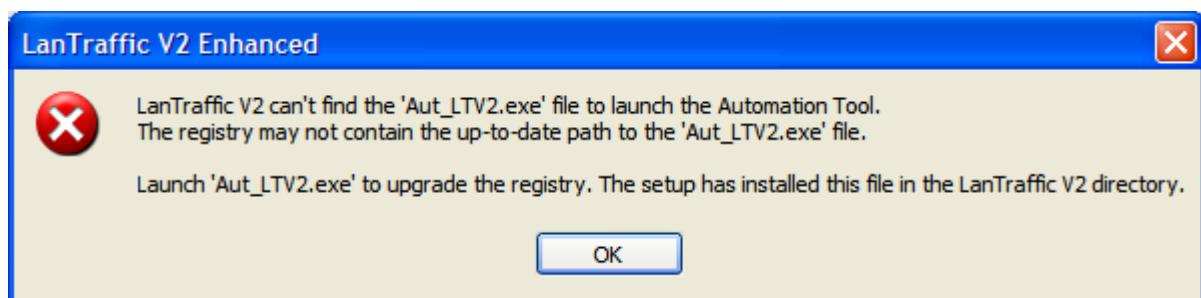 LanTraffic V2 Enhanced
LanTraffic V2 can't find the 'Aut_LTV2.exe' file to launch the Automation Tool.
The registry may not contain the up-to-date path to the 'Aut_LTV2.exe' file.
Launch 'Aut_LTV2.exe' to upgrade the registry. The setup has installed this file in the LanTraffic V2 directory.
OK